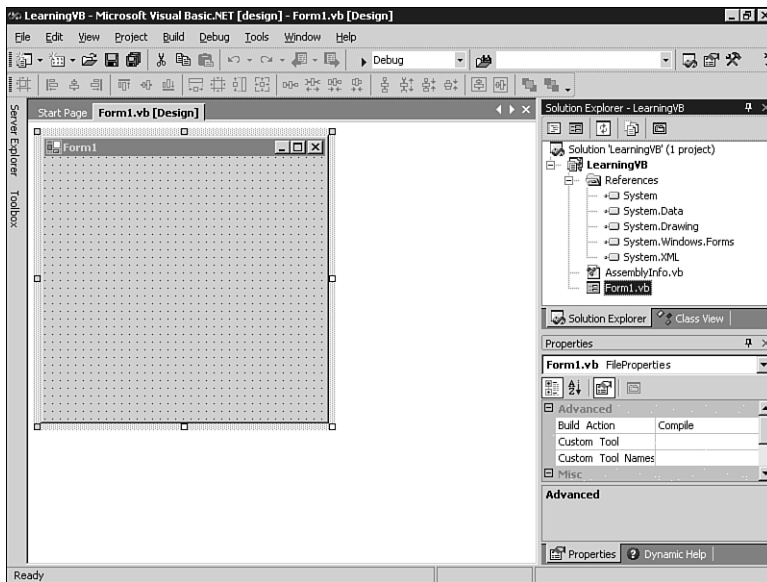 LearningVB - Microsoft Visual Basic.NET [design] - Form1.vb [Design]
File Edit View Project Build Debug Tools Window Help
Debug
Server Explorer
Toolbox
Start Page Form1.vb [Design]
Form1
Solution Explorer - LearningVB
Solution 'LearningVB' (1 project)
LearningVB
References
System
System.Data
System.Drawing
System.Windows.Forms
System.XML
AssemblyInfo.vb
Form1.vb
Solution Explorer Class View
Properties
Form1.vb FileProperties
Advanced
Build Action Compile
Custom Tool
Custom Tool Names
Misc
Advanced
Properties Dynamic Help
Ready